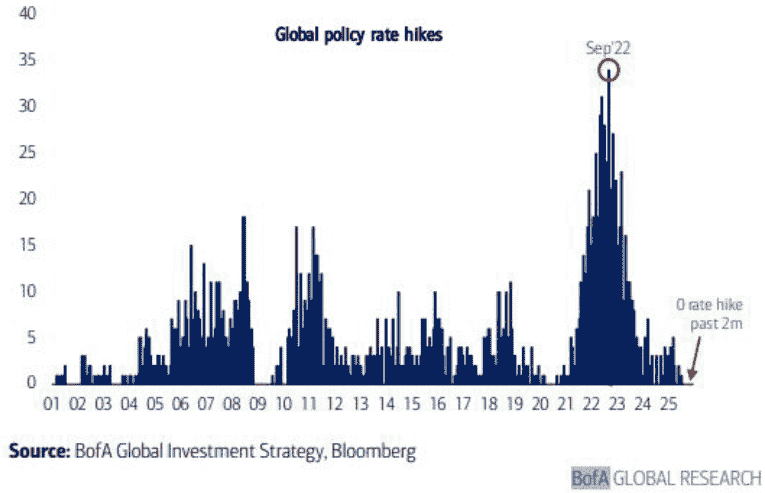 Global policy rate hikes
40
35
30
25
20
15
10
5
0
Sep'22
0 rate hike
past 2m
01 02 03 04 05 06 07 08 09 10 11 12 13 14 15 16 17 18 19 20 21 22 23 24 25
Source: BofA Global Investment Strategy, Bloomberg
BofA GLOBAL RESEARCH